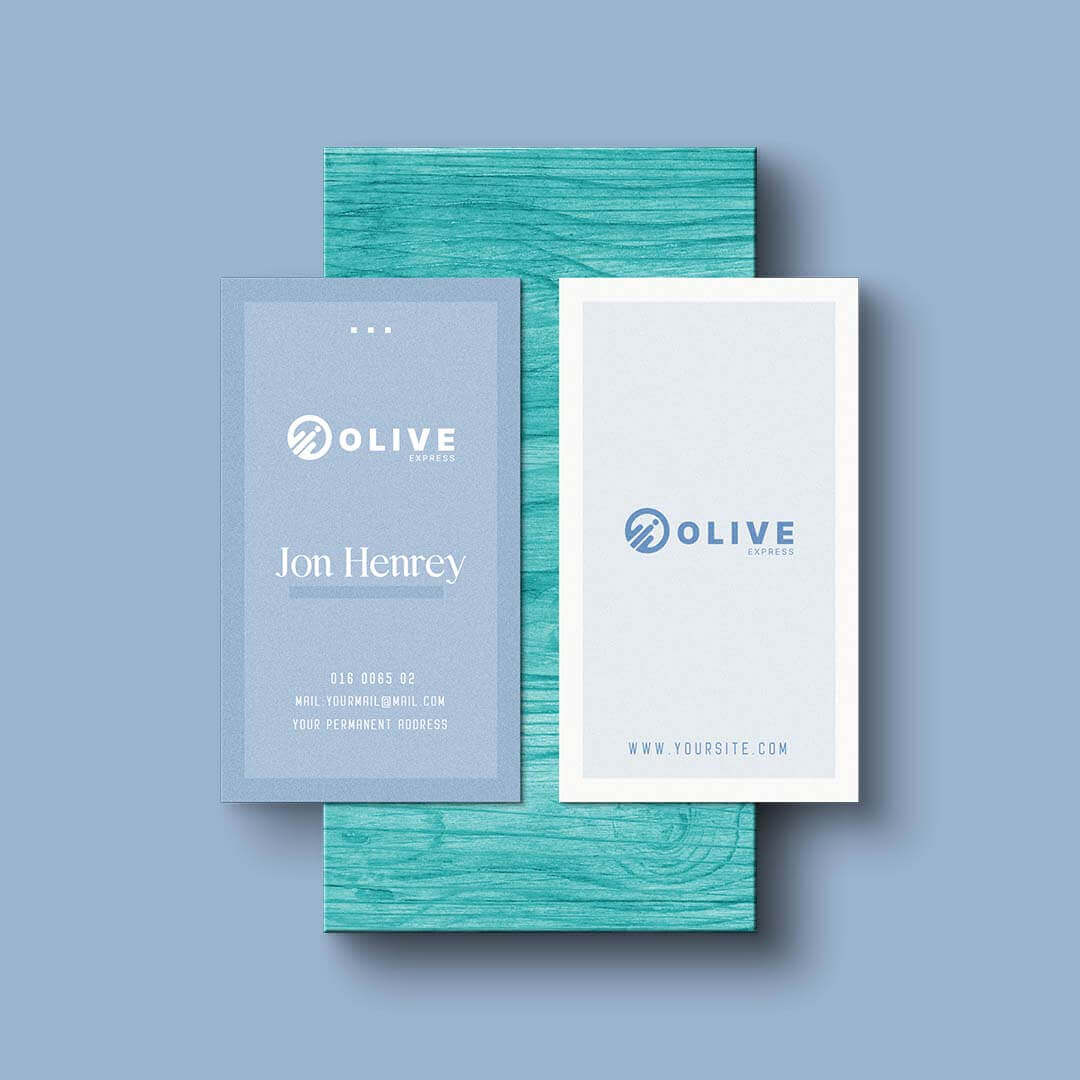 OLIVE
EXPRESS
Jon Henrey
016 0065 02
MAIL:YOURMAIL@MAIL.COM
YOUR PERMANENT ADDRESS
OLIVE
EXPRESS
WWW.YOURSITE.COM